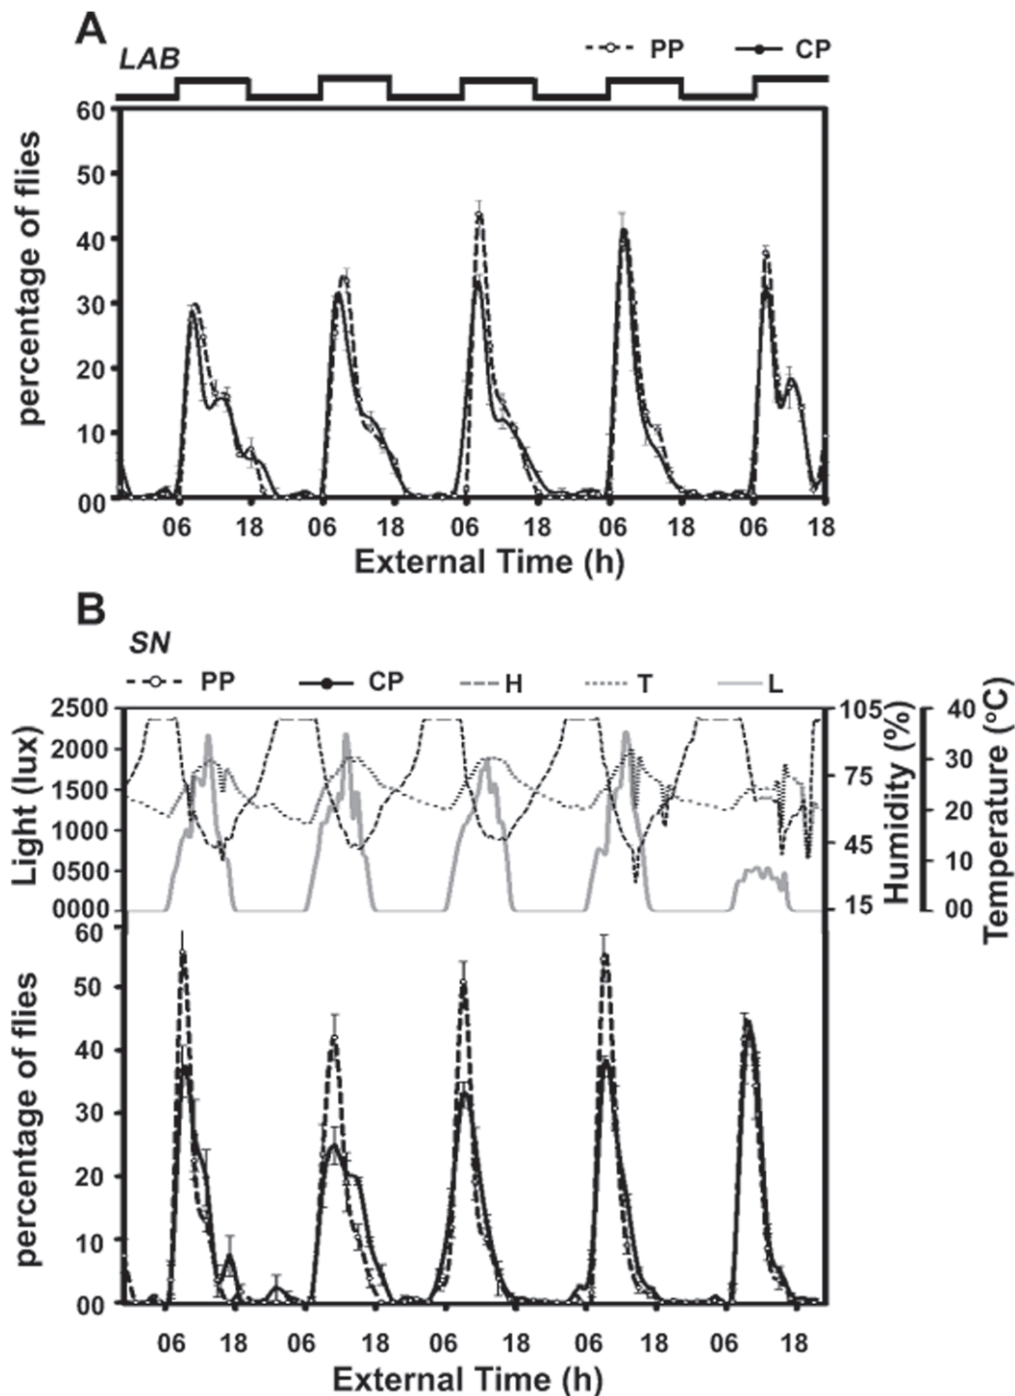 A
LAB PP CP
60
50
40
30
20
10
00
percentage of flies
06 18 06 18 06 18 06 18 06 18
External Time (h)
B
SN
PP CP H T L
2500
2000
1500
1000
0500
0000
Light (lux)
105
75
45
15
Humidity (%)
40
30
20
10
00
Temperature (°C)
60
50
40
30
20
10
00
percentage of flies
06 18 06 18 06 18 06 18 06 18
External Time (h)